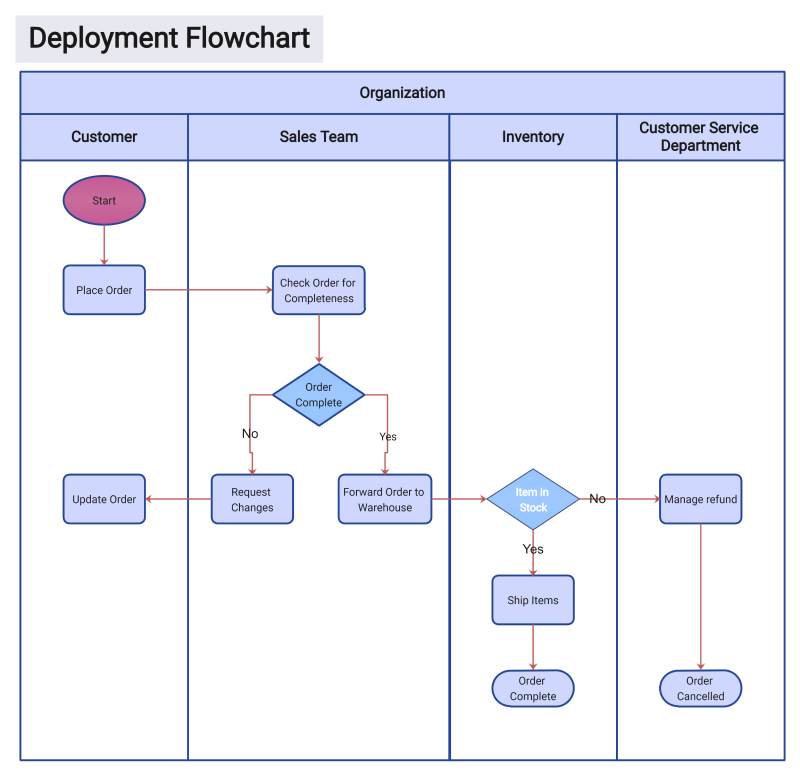 Deployment Flowchart
Organization
Customer
Sales Team
Inventory
Customer Service
Department
Start
Place Order
Check Order for
Completeness
Order
Complete
No
Yes
Update Order
Request
Changes
Forward Order to
Warehouse
Item in
Stock
No
Manage refund
Yes
Ship Items
Order
Complete
Order
Cancelled